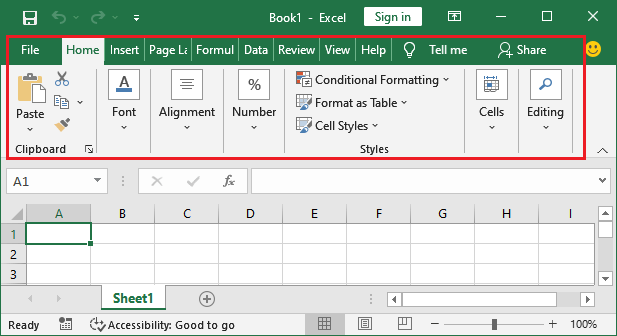 Book1 - Excel
Sign in
File Home Insert Page La Formul Data Review View Help Tell me Share
Paste
Clipboard
A
Font
Alignment
%
Number
Conditional Formatting
Format as Table
Cell Styles
Styles
Cells
Editing
A1 fx
A B C D E F G H I
1
2
3
Sheet1
Ready Accessibility: Good to go 100%